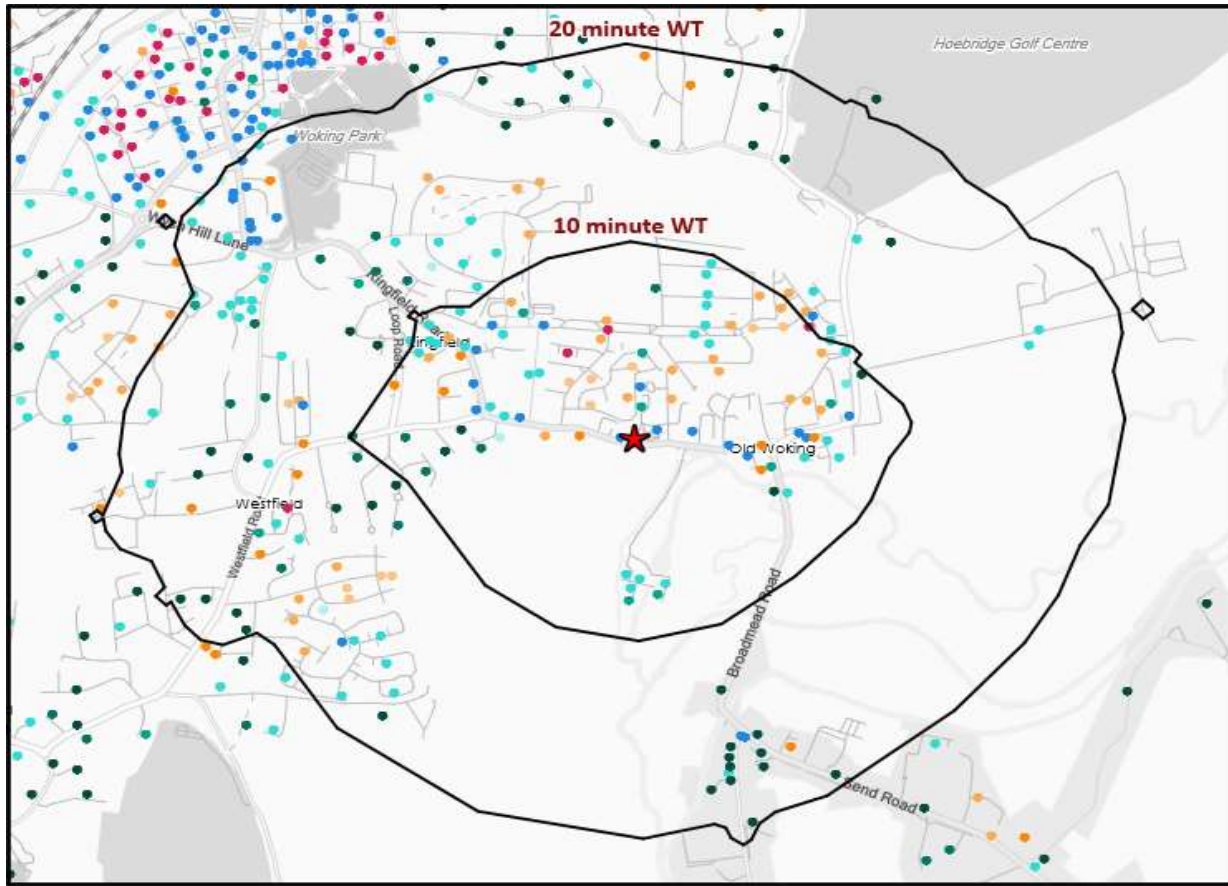 20 minute WT
Hoebridge Golf Centre
Woking Park
10 minute WT
Hill Lane
Kingfield Road
Loop Road
Old Woking
Westfield
Westfield Road
Broadmead Road
Send Road